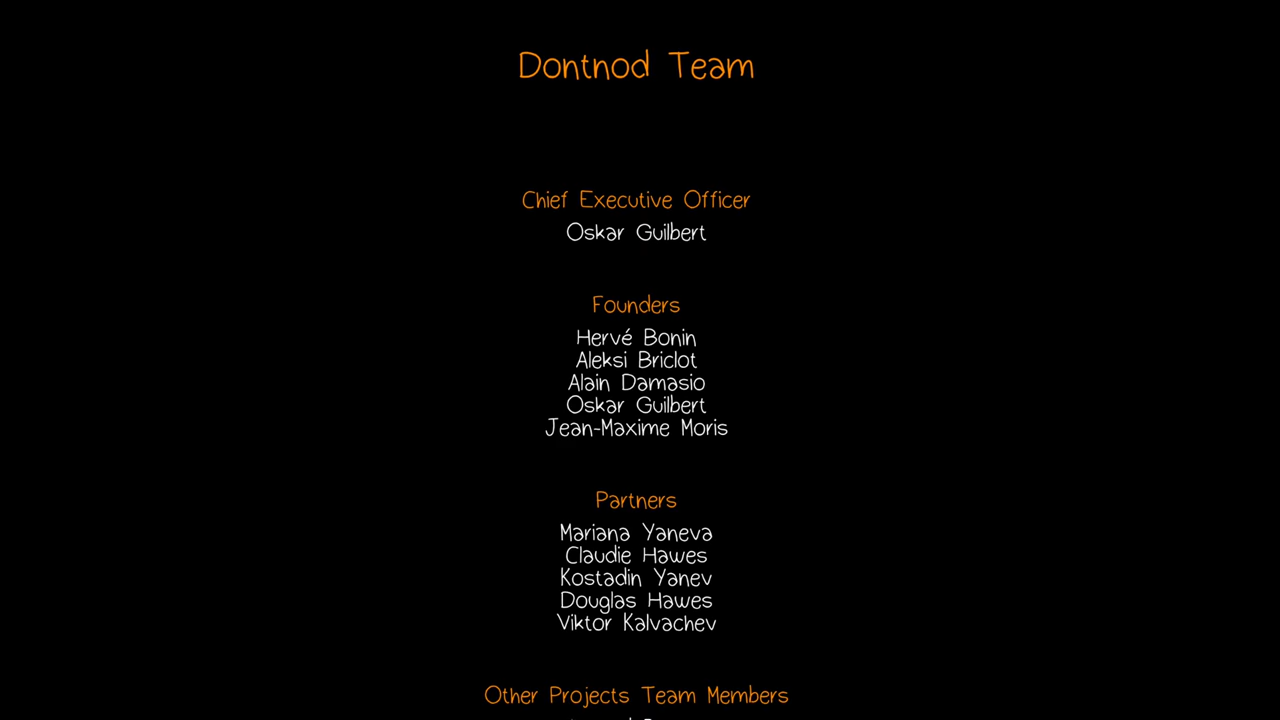 Dontnod Team
Chief Executive Officer
Oskar Guilbert
Founders
Hervé Bonin
Aleksi Briclot
Alain Damasio
Oskar Guilbert
Jean-Maxime Moris
Partners
Mariana Yaneva
Claudie Hawes
Kostadin Yanev
Douglas Hawes
Viktor Kalvachev
Other Projects Team Members